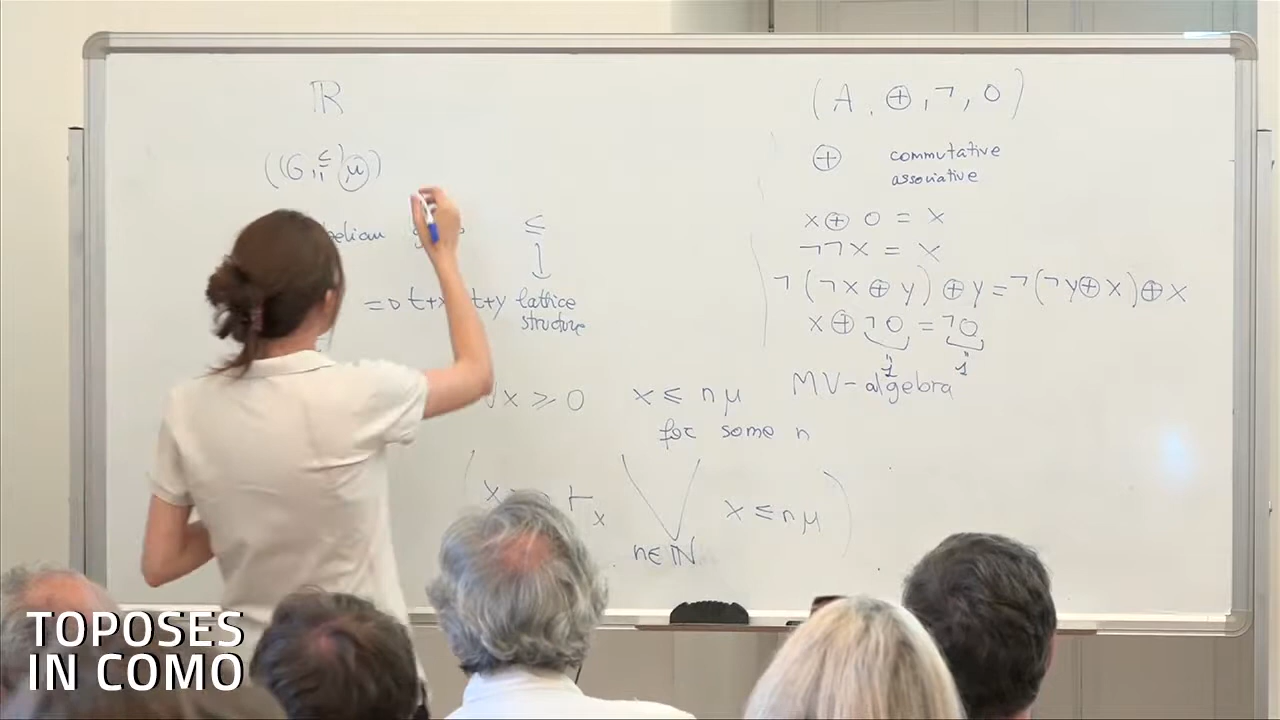 ℝ
((G, ≤), μ)
≤
= 0 t+x t+y lattice
structure
∀x ≥ 0 x ≤ nμ
for some n
⊢x ⋁ x ≤ nμ )
n∈ℕ
(A, ⊕, ¬, 0)
⊕ commutative
associative
x ⊕ 0 = x
¬¬x = x
¬(¬x ⊕ y) ⊕ y = ¬(¬y ⊕ x) ⊕ x
x ⊕ ¬0 = ¬0
1 1
MV-algebra
TOPOSES
IN COMO